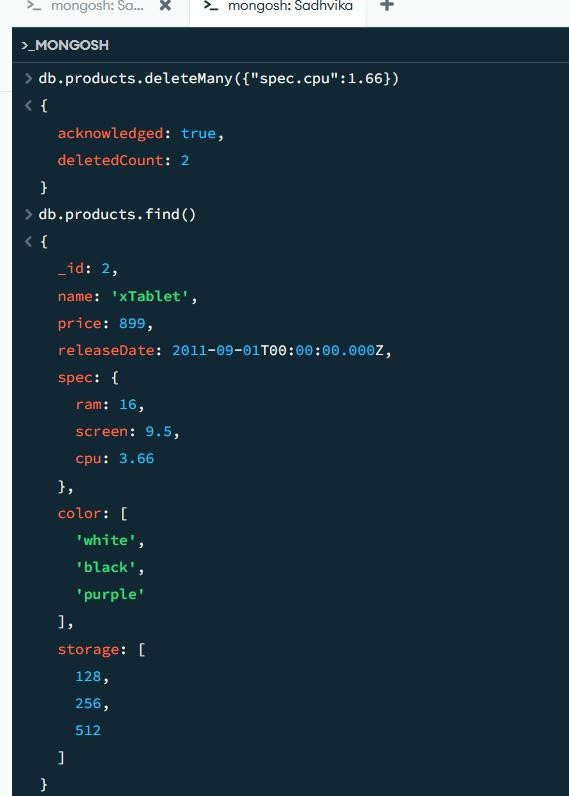 >_ mongosh: Sa... ✖ >_ mongosh: Sadhvika +
>_MONGOSH
> db.products.deleteMany({"spec.cpu":1.66})
< {
acknowledged: true,
deletedCount: 2
}
> db.products.find()
< {
_id: 2,
name: 'xTablet',
price: 899,
releaseDate: 2011-09-01T00:00:00.000Z,
spec: {
ram: 16,
screen: 9.5,
cpu: 3.66
},
color: [
'white',
'black',
'purple'
],
storage: [
128,
256,
512
]
}